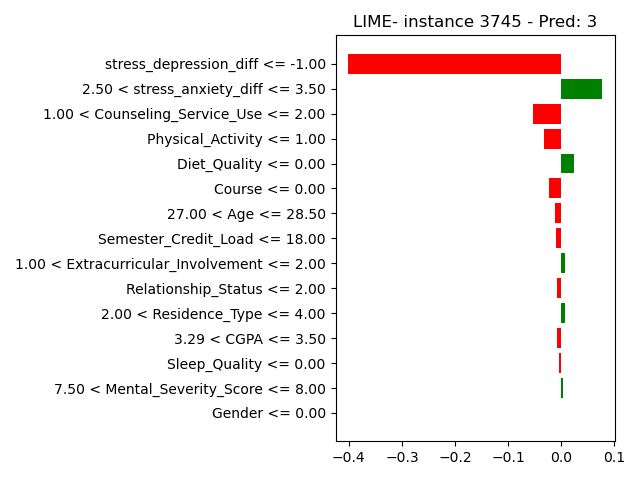 LIME- instance 3745 - Pred: 3
stress_depression_diff <= -1.00
2.50 < stress_anxiety_diff <= 3.50
1.00 < Counseling_Service_Use <= 2.00
Physical_Activity <= 1.00
Diet_Quality <= 0.00
Course <= 0.00
27.00 < Age <= 28.50
Semester_Credit_Load <= 18.00
1.00 < Extracurricular_Involvement <= 2.00
Relationship_Status <= 2.00
2.00 < Residence_Type <= 4.00
3.29 < CGPA <= 3.50
Sleep_Quality <= 0.00
7.50 < Mental_Severity_Score <= 8.00
Gender <= 0.00
−0.4 −0.3 −0.2 −0.1 0.0 0.1